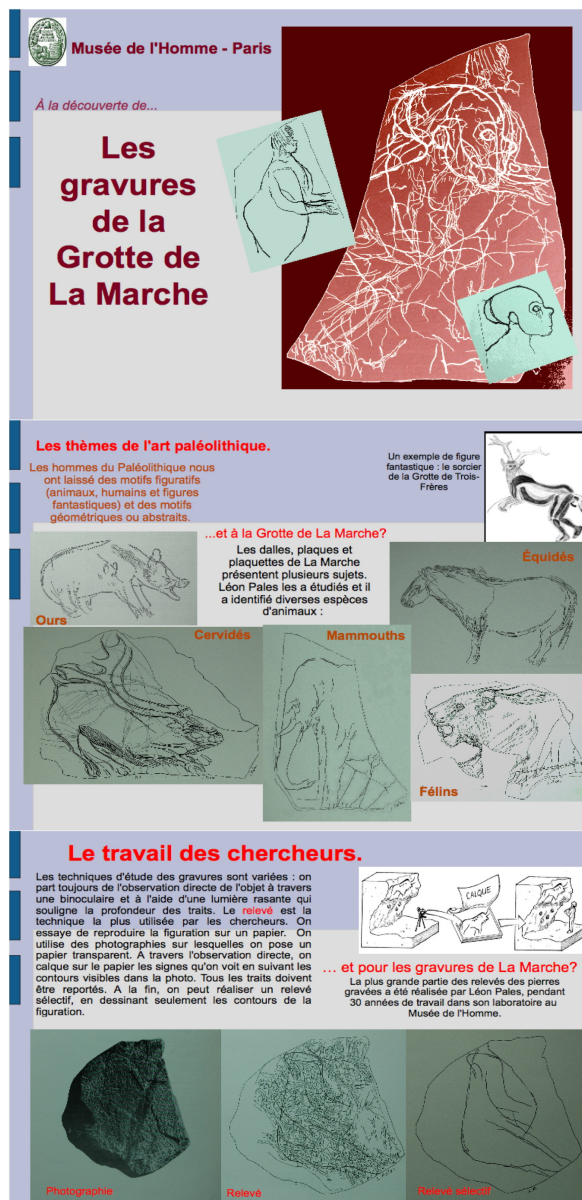 Musée de l'Homme - Paris
À la découverte de...
Les
gravures
de la
Grotte de
La Marche
Les thèmes de l'art paléolithique.
Les hommes du Paléolithique nous
ont laissé des motifs figuratifs
(animaux, humains et figures
fantastiques) et des motifs
géométriques ou abstraits.
Un exemple de figure
fantastique : le sorcier
de la Grotte de Trois-
Frères
...et à la Grotte de La Marche?
Les dalles, plaques et
plaquettes de La Marche
présentent plusieurs sujets.
Léon Pales les a étudiés et il
a identifié diverses espèces
d'animaux :
Ours
Équidés
Cervidés
Mammouths
Félins
Le travail des chercheurs.
Les techniques d'étude des gravures sont variées : on
part toujours de l'observation directe de l'objet à travers
une binoculaire et à l'aide d'une lumière rasante qui
souligne la profondeur des traits. Le relevé est la
technique la plus utilisée par les chercheurs. On
essaye de reproduire la figuration sur un papier. On
utilise des photographies sur lesquelles on pose un
papier transparent. A travers l'observation directe, on
calque sur le papier les signes qu'on voit en suivant les
contours visibles dans la photo. Tous les traits doivent
être reportés. A la fin, on peut réaliser un relevé
sélectif, en dessinant seulement les contours de la
figuration.
CALQUE
... et pour les gravures de La Marche?
La plus grande partie des relevés des pierres
gravées a été réalisée par Léon Pales, pendant
30 années de travail dans son laboratoire au
Musée de l'Homme.
Photographie
Relevé
Relevé sélectif